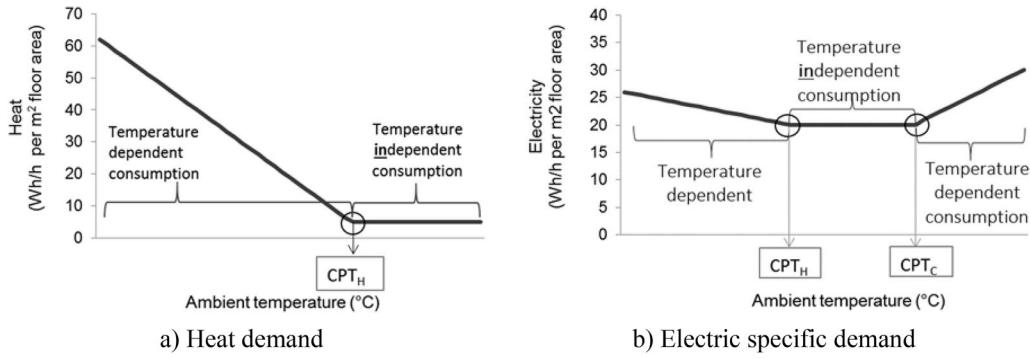 70
60
50
40
30
20
10
0
Heat
(Wh/h per m² floor area)
Temperature
dependent
consumption
Temperature
independent
consumption
CPT_H
Ambient temperature (°C)
a) Heat demand
40
35
30
25
20
15
10
5
0
Electricity
(Wh/h per m2 floor area)
Temperature
independent
consumption
Temperature
dependent
Temperature
dependent
consumption
CPT_H
CPT_C
Ambient temperature (°C)
b) Electric specific demand